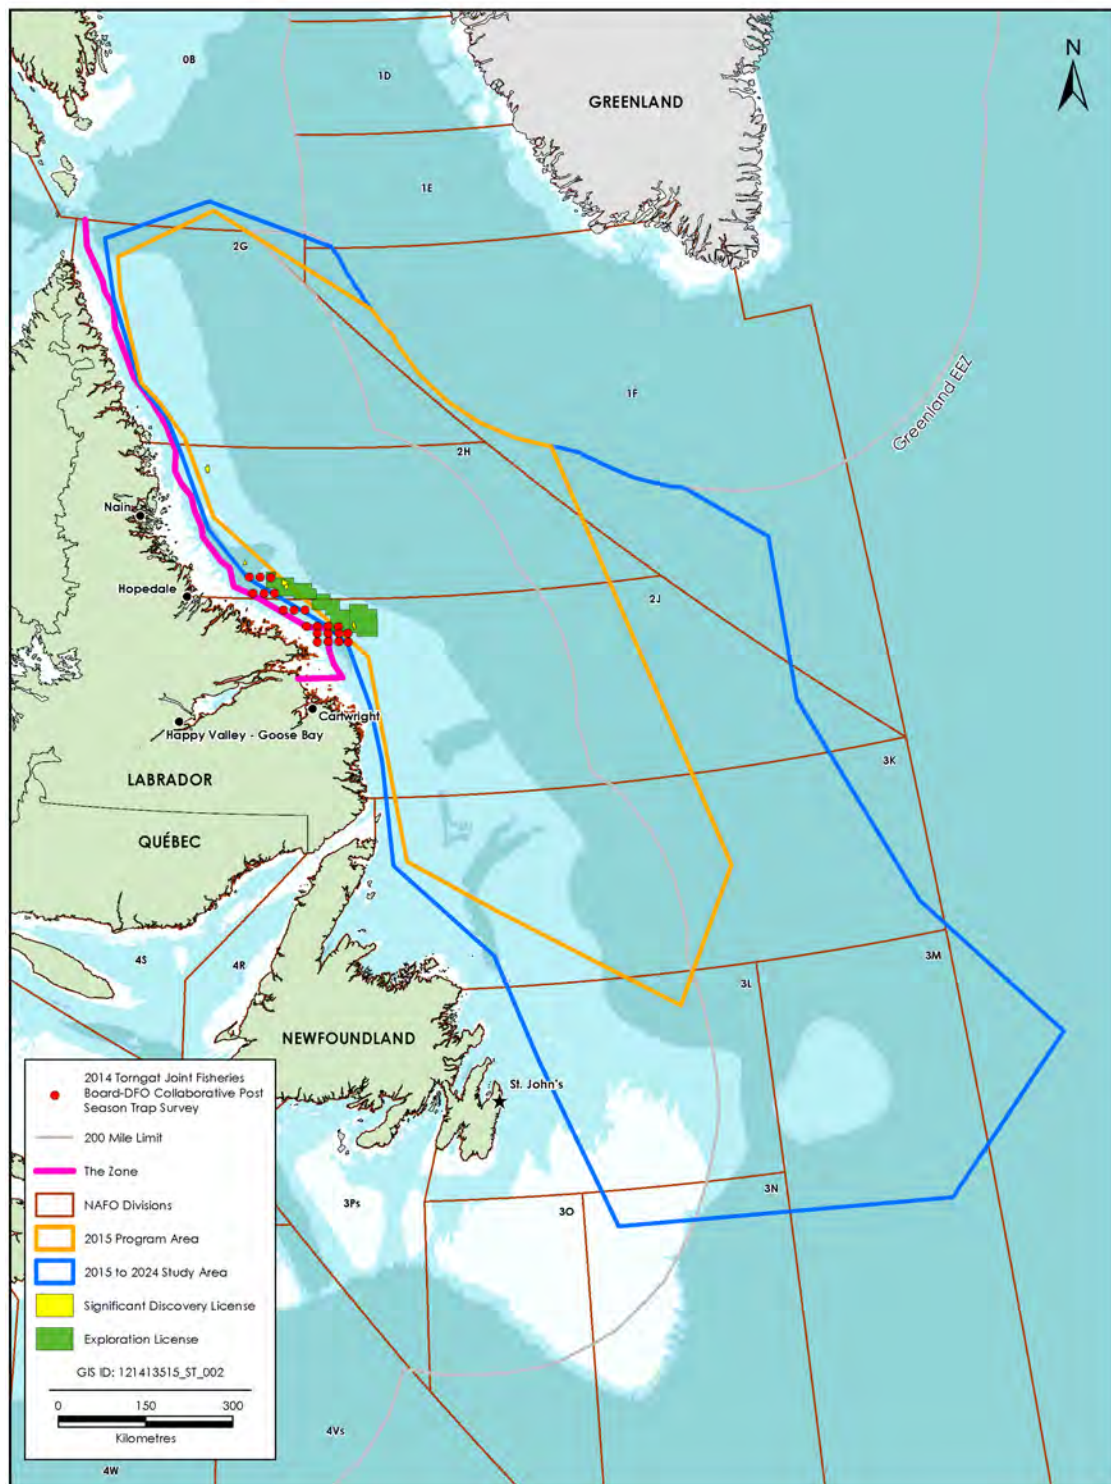 N
0B
1D
GREENLAND
1E
2G
1F
Greenland EEZ
2H
Nain
Hopedale
2J
Cartwright
Happy Valley - Goose Bay
3K
LABRADOR
QUÉBEC
4S
4R
3M
3L
NEWFOUNDLAND
St. John's
3N
3Ps
3O
4Vs
4W
2014 Torngat Joint Fisheries
Board-DFO Collaborative Post
Season Trap Survey
200 Mile Limit
The Zone
NAFO Divisions
2015 Program Area
2015 to 2024 Study Area
Significant Discovery License
Exploration License
GIS ID: 121413515_ST_002
0 150 300
Kilometres